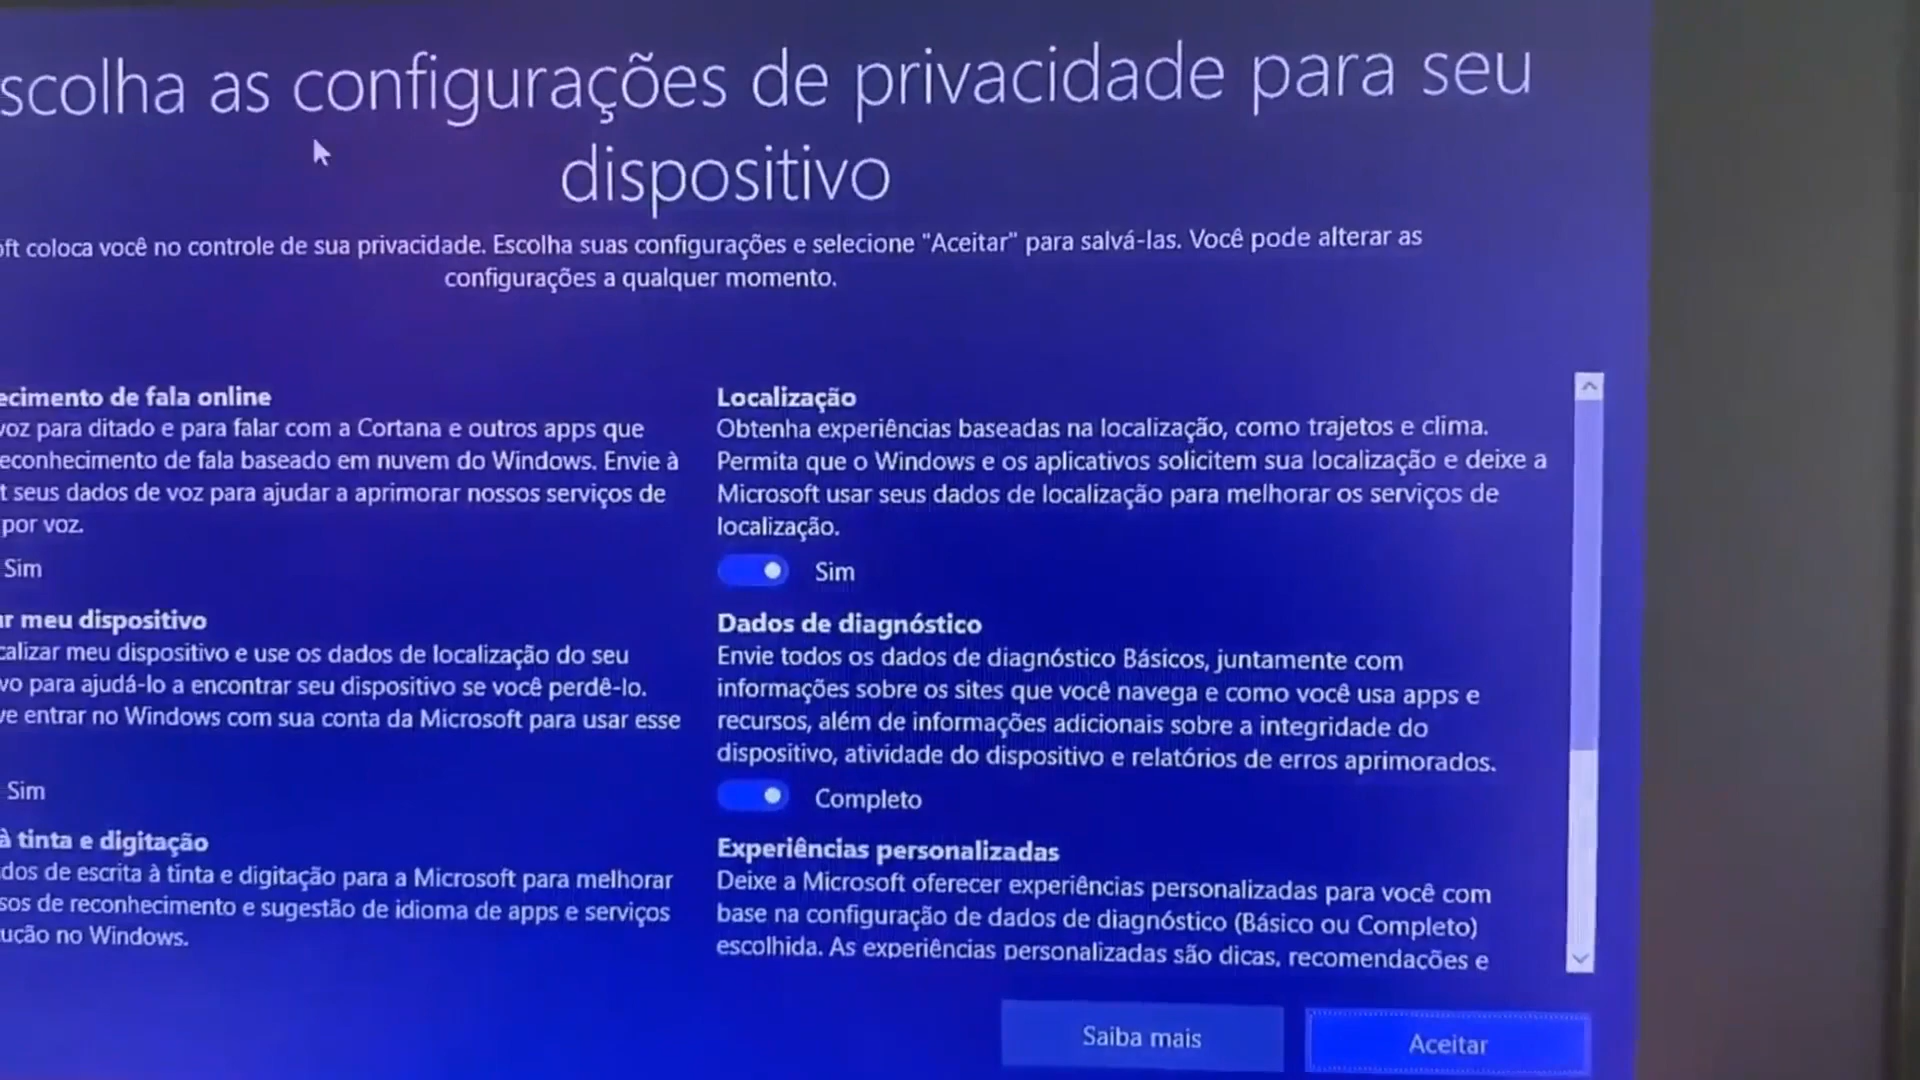 scolha as configurações de privacidade para seu
dispositivo
oft coloca você no controle de sua privacidade. Escolha suas configurações e selecione "Aceitar" para salvá-las. Você pode alterar as
configurações a qualquer momento.
ecimento de fala online
voz para ditado e para falar com a Cortana e outros apps que
econhecimento de fala baseado em nuvem do Windows. Envie à
t seus dados de voz para ajudar a aprimorar nossos serviços de
por voz.
Sim
ar meu dispositivo
calizar meu dispositivo e use os dados de localização do seu
vo para ajudá-lo a encontrar seu dispositivo se você perdê-lo.
ve entrar no Windows com sua conta da Microsoft para usar esse
Sim
à tinta e digitação
dos de escrita à tinta e digitação para a Microsoft para melhorar
sos de reconhecimento e sugestão de idioma de apps e serviços
ução no Windows.
Localização
Obtenha experiências baseadas na localização, como trajetos e clima.
Permita que o Windows e os aplicativos solicitem sua localização e deixe a
Microsoft usar seus dados de localização para melhorar os serviços de
localização.
Sim
Dados de diagnóstico
Envie todos os dados de diagnóstico Básicos, juntamente com
informações sobre os sites que você navega e como você usa apps e
recursos, além de informações adicionais sobre a integridade do
dispositivo, atividade do dispositivo e relatórios de erros aprimorados.
Completo
Experiências personalizadas
Deixe a Microsoft oferecer experiências personalizadas para você com
base na configuração de dados de diagnóstico (Básico ou Completo)
escolhida. As experiências personalizadas são dicas, recomendações e
Saiba mais
Aceitar